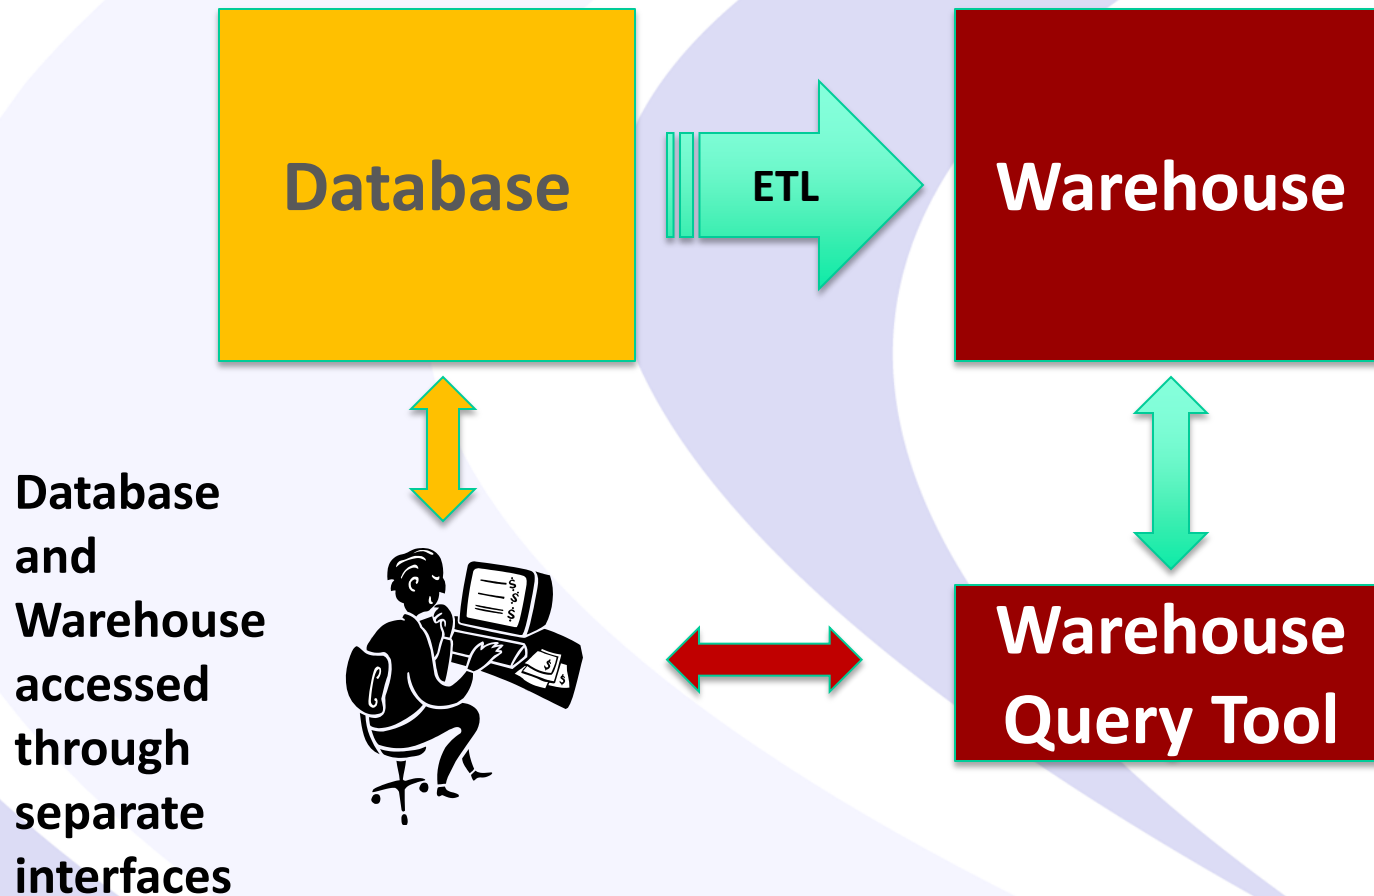 Database
ETL
Warehouse
Database
and
Warehouse
accessed
through
separate
interfaces
$
$
$
$
$
Warehouse
Query Tool